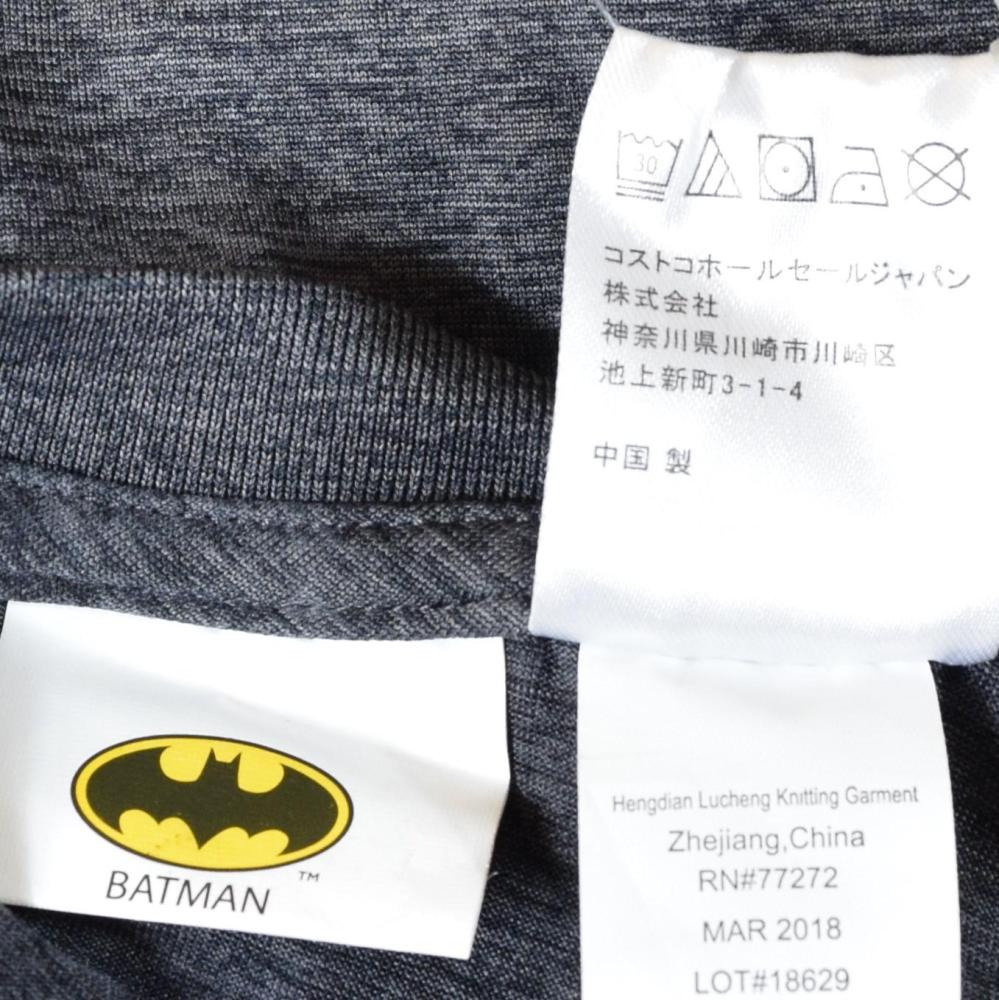 30
コストコホールセールジャパン
株式会社
神奈川県川崎市川崎区
池上新町3-1-4
中国 製
BATMAN
™
Hengdian Lucheng Knitting Garment
Zhejiang,China
RN#77272
MAR 2018
LOT#18629